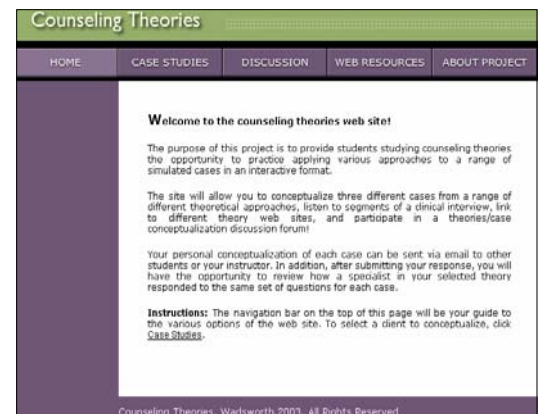 Counseling Theories
HOME CASE STUDIES DISCUSSION WEB RESOURCES ABOUT PROJECT
Welcome to the counseling theories web site!
The purpose of this project is to provide students studying counseling theories
the opportunity to practice applying various approaches to a range of
simulated cases in an interactive format.
The site will allow you to conceptualize three different cases from a range of
different theoretical approaches, listen to segments of a clinical interview, link
to different theory web sites, and participate in a theories/case
conceptualization discussion forum!
Your personal conceptualization of each case can be sent via email to other
students or your instructor. In addition, after submitting your response, you will
have the opportunity to review how a specialist in your selected theory
responded to the same set of questions for each case.
Instructions: The navigation bar on the top of this page will be your guide to
the various options of the web site. To select a client to conceptualize, click
Case Studies.
Counseling Theories, Wadsworth 2003. All Rights Reserved